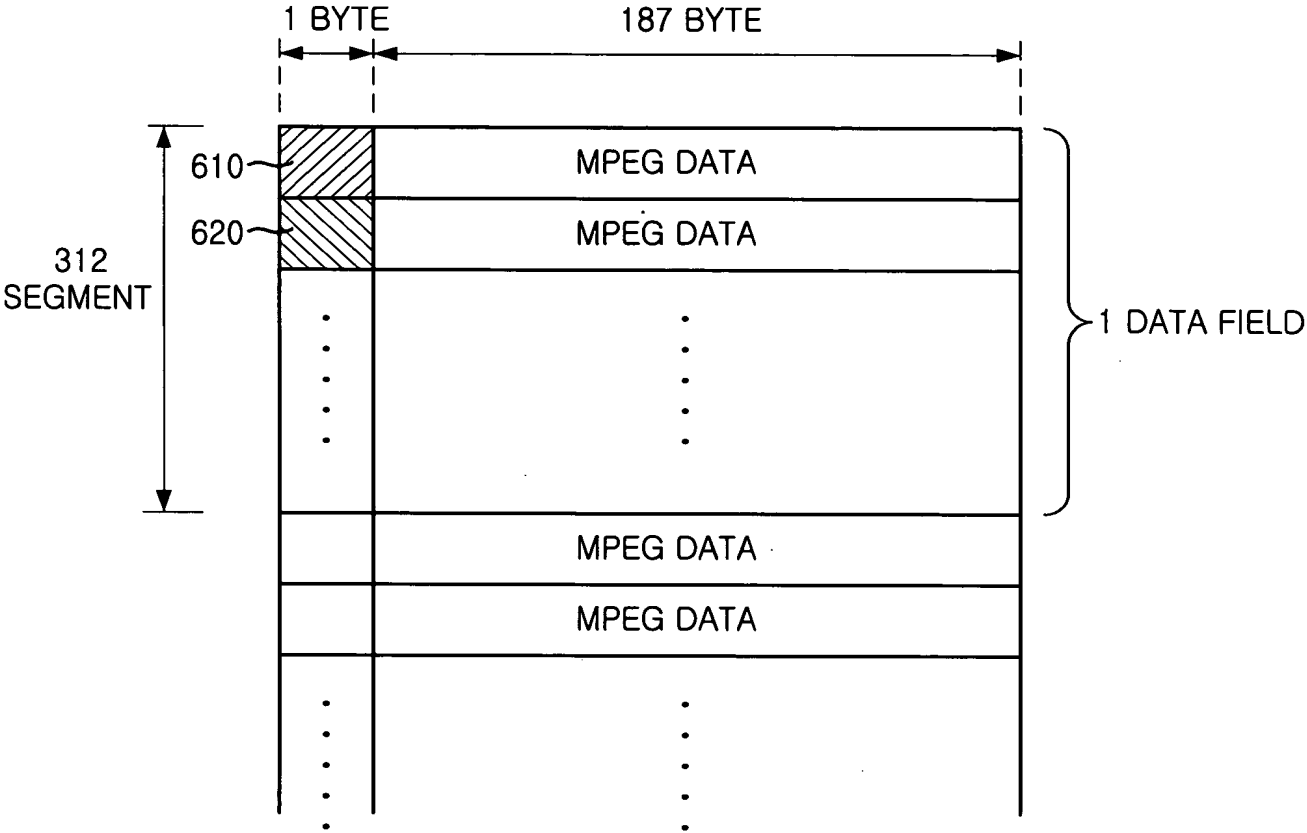 1 BYTE
187 BYTE
610
MPEG DATA
620
MPEG DATA
312
SEGMENT
1 DATA FIELD
MPEG DATA
MPEG DATA